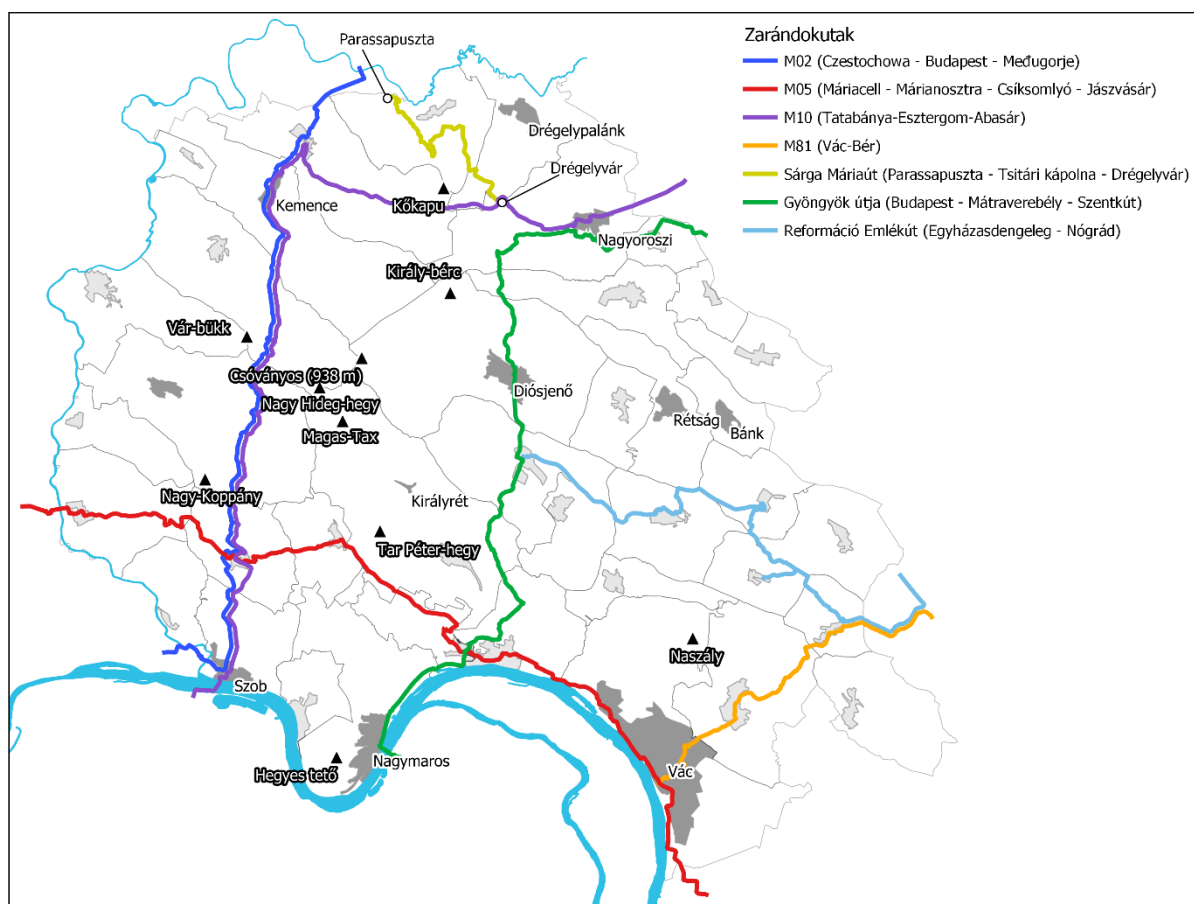 Zarándokutak
M02 (Czestochowa - Budapest - Međugorje)
M05 (Máriacell - Márianosztra - Csíksomlyó - Jászvásár)
M10 (Tatabánya-Esztergom-Abasár)
M81 (Vác-Bér)
Sárga Máriaút (Parassapuszta - Tsitári kápolna - Drégelyvár)
Gyöngyök útja (Budapest - Mátraverebély - Szentkút)
Reformáció Emlékút (Egyházasdengeleg - Nógrád)
Parassapuszta
Drégelypalánk
Drégelyvár
Kőkapu
Kemence
Nagyoroszi
Király-bérc
Vár-bükk
Csóványos (938 m)
Nagy Hideg-hegy
Magas-Tax
Diósjenő
Rétság
Bánk
Nagy-Koppány
Királyrét
Tar Péter-hegy
Naszály
Szob
Hegyes tető
Nagymaros
Vác